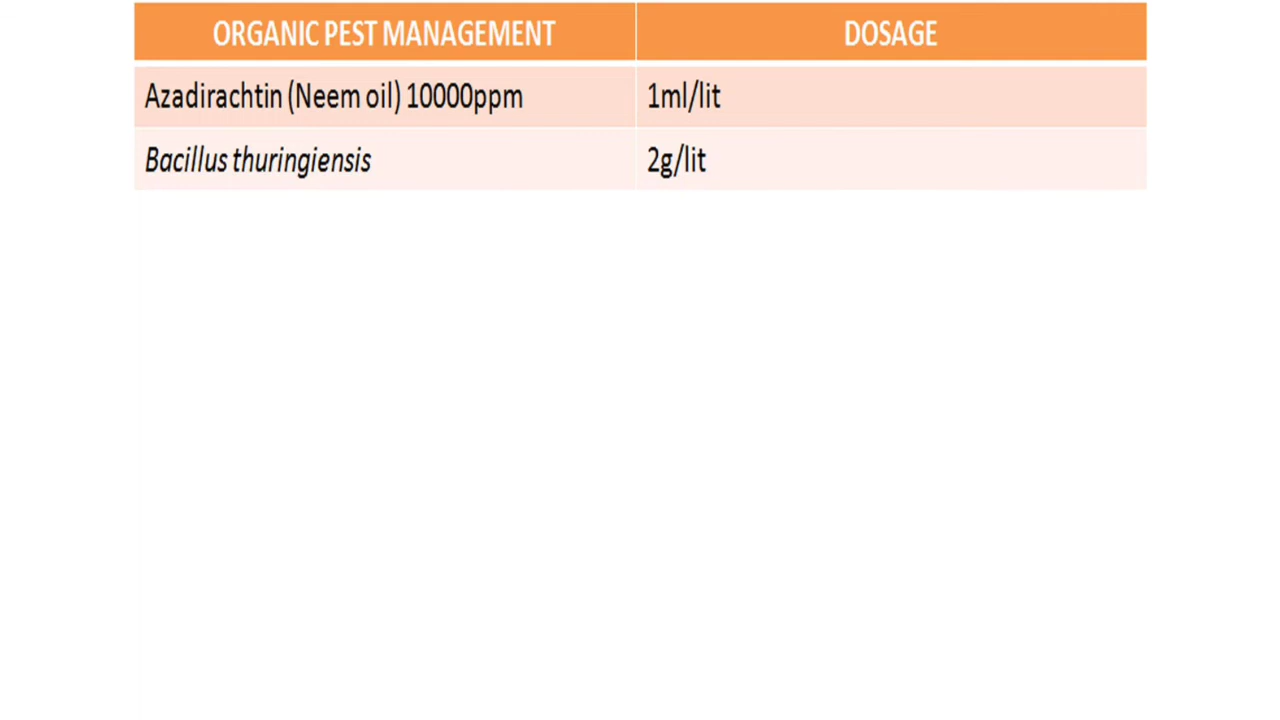 ORGANIC PEST MANAGEMENT DOSAGE
Azadirachtin (Neem oil) 10000ppm 1ml/lit
Bacillus thuringiensis 2g/lit